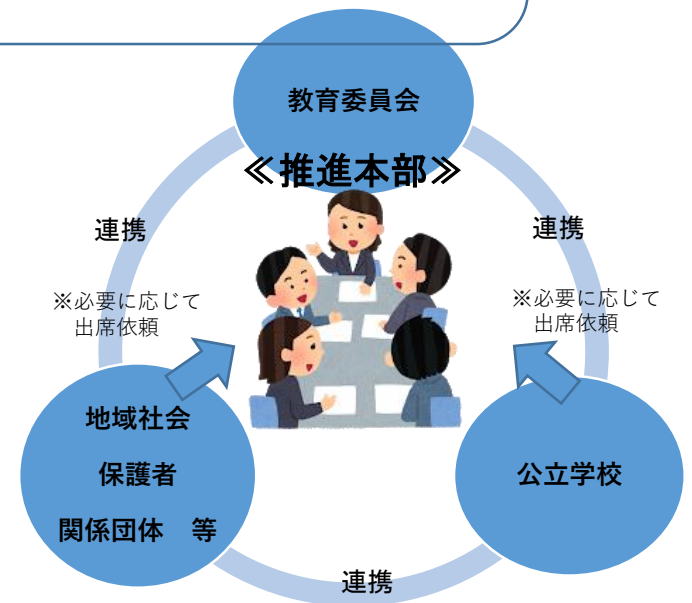 教育委員会
≪推進本部≫
連携
連携
※必要に応じて
出席依頼
※必要に応じて
出席依頼
地域社会
保護者
関係団体　等
公立学校
連携